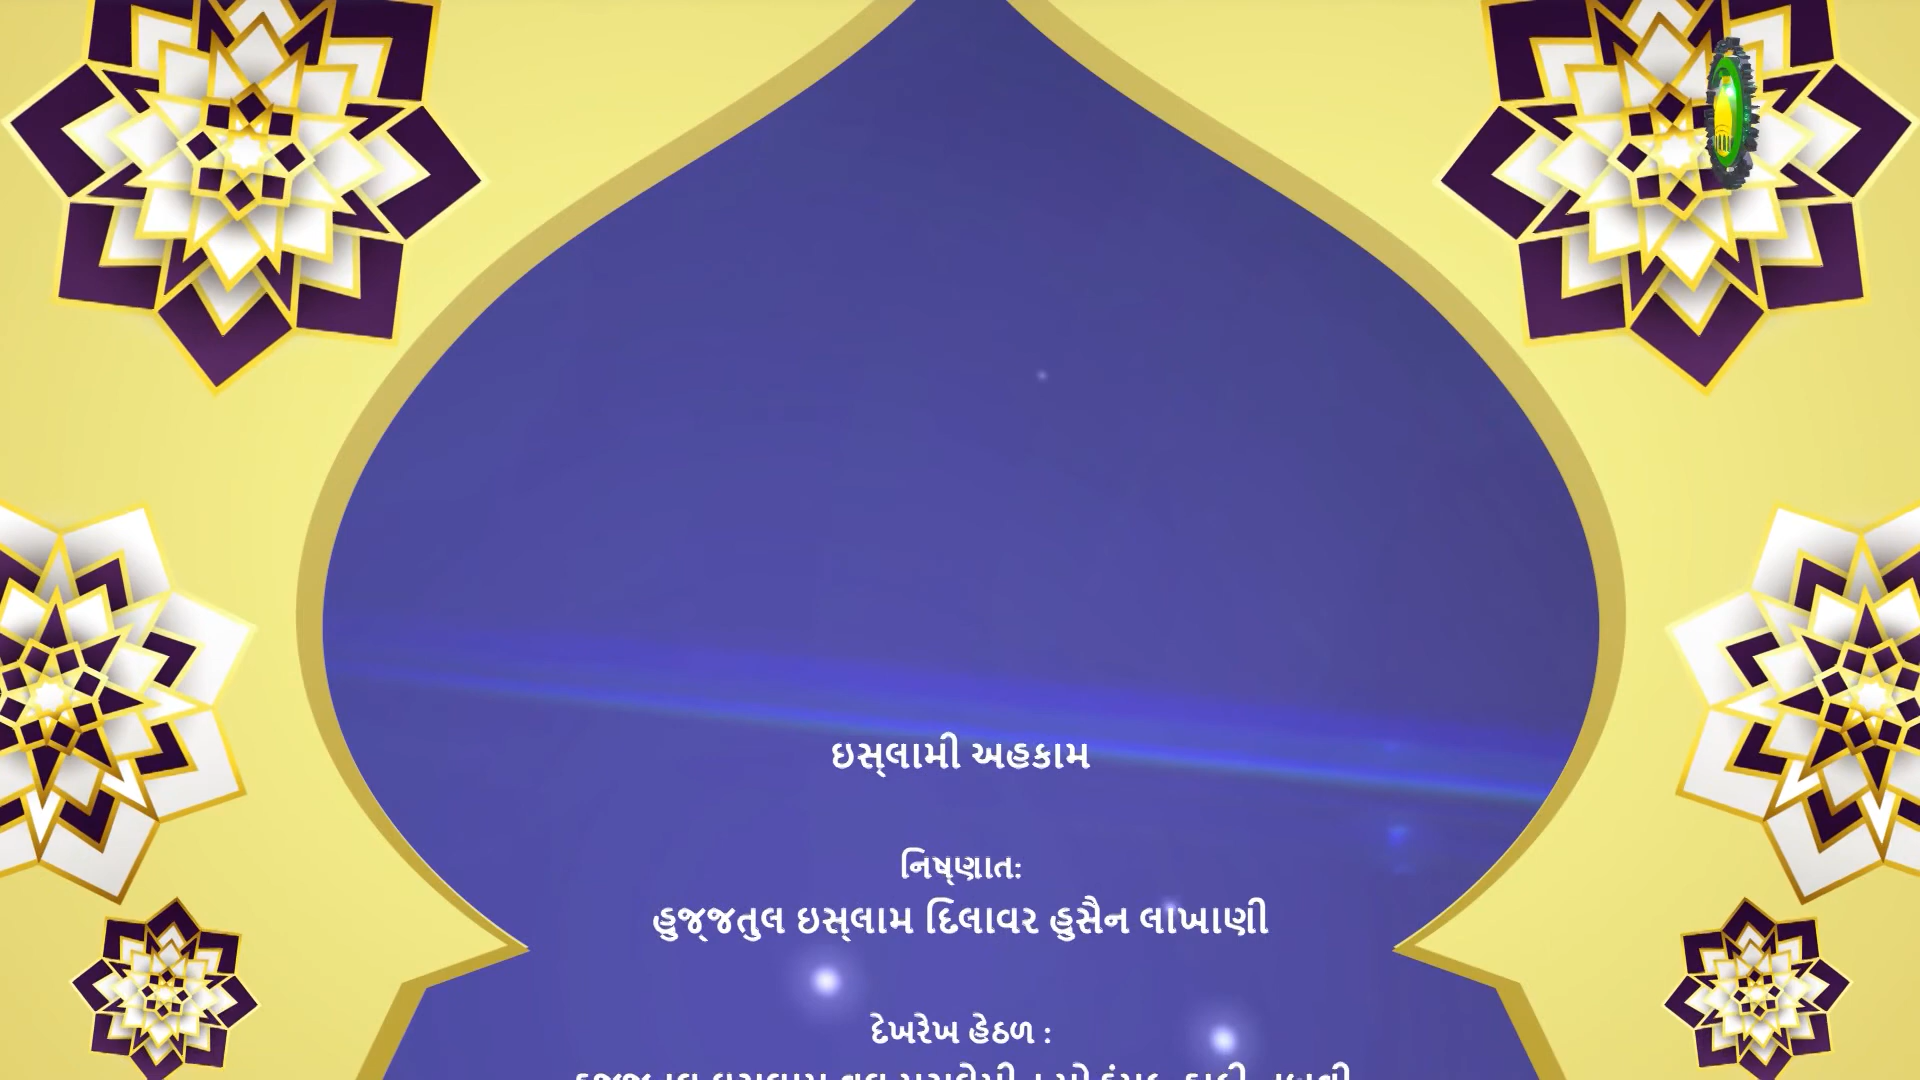 ઇસ્લામી અહકામ
નિષ્ણાત:
હુજ્જતુલ ઇસ્લામ દિલાવર હુસૈન લાખાણી
દેખરેખ હેઠળ :